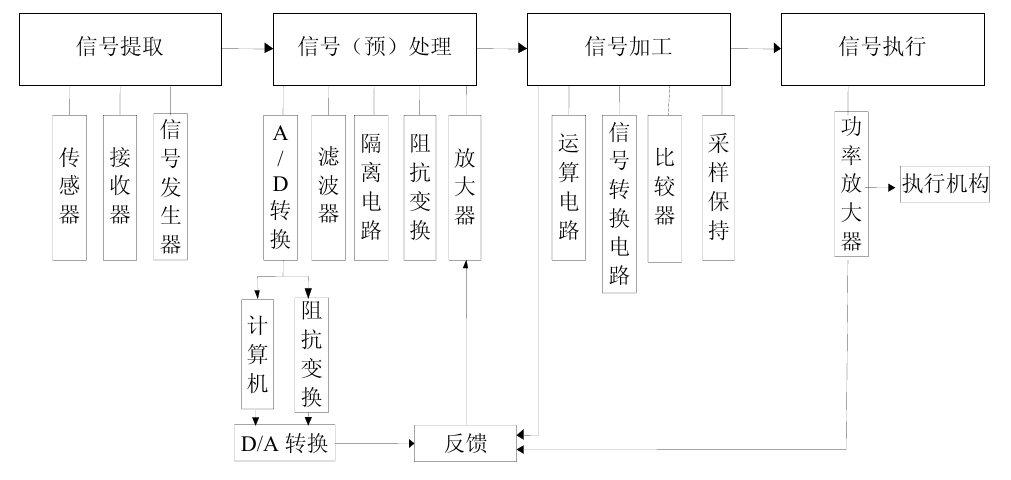 信号提取
信号（预）处理
信号加工
信号执行
传感器
接收器
信号发生器
A/D转换
滤波器
隔离电路
阻抗变换
放大器
运算电路
信号转换电路
比较器
采样保持
功率放大器
执行机构
计算机
阻抗变换
D/A 转换
反馈